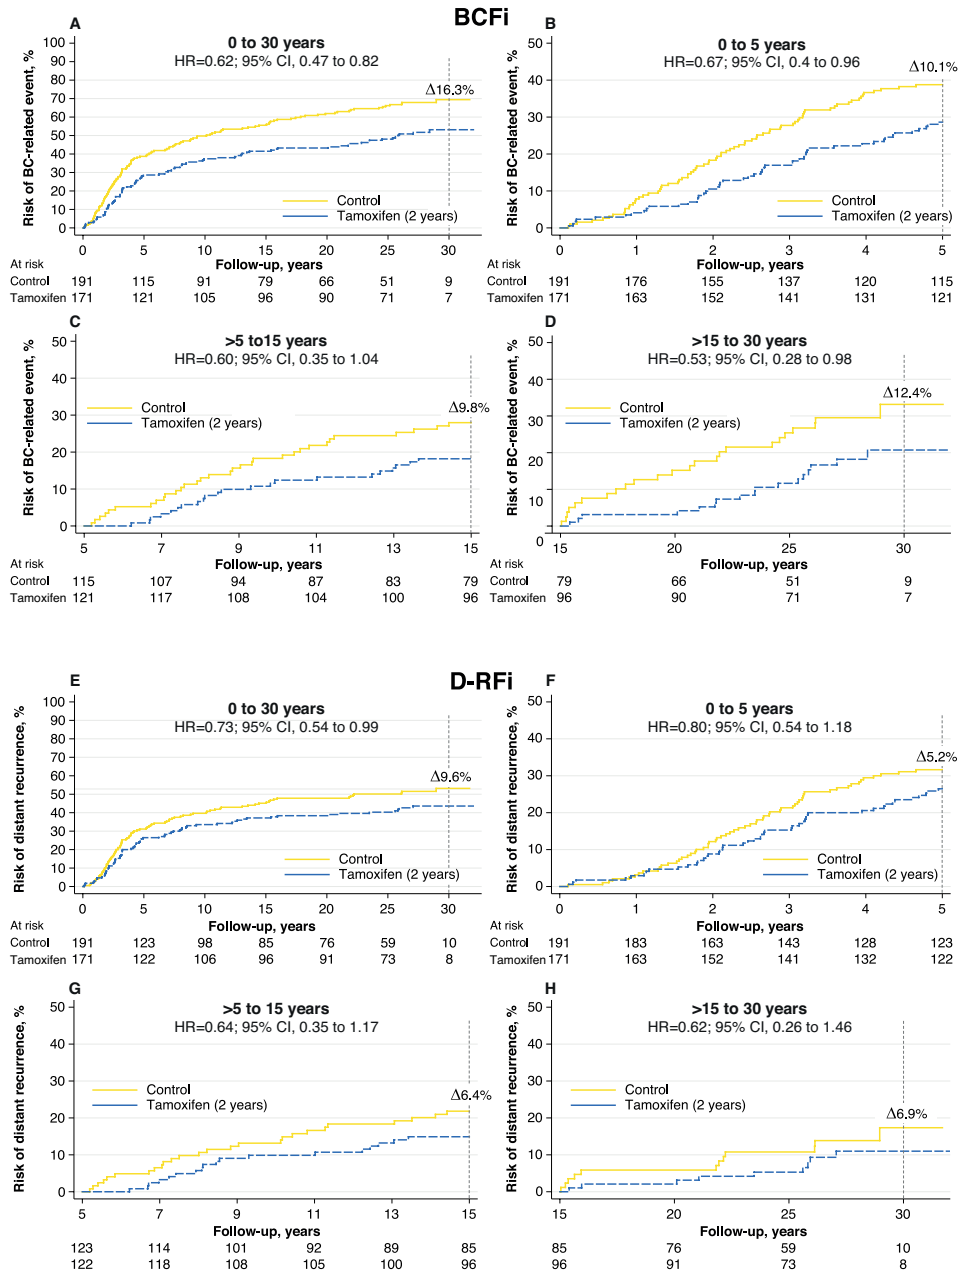 BCFi
A
0 to 30 years
HR=0.62; 95% CI, 0.47 to 0.82
Risk of BC-related event, %
100
90
80
70
60
50
40
30
20
10
0
Δ16.3%
Control
Tamoxifen (2 years)
0 5 10 15 20 25 30
At risk
Follow-up, years
Control 191 115 91 79 66 51 9
Tamoxifen 171 121 105 96 90 71 7
B
0 to 5 years
HR=0.67; 95% CI, 0.4 to 0.96
Risk of BC-related event, %
50
40
30
20
10
0
Δ10.1%
Control
Tamoxifen (2 years)
0 1 2 3 4 5
At risk
Follow-up, years
Control 191 176 155 137 120 115
Tamoxifen 171 163 152 141 131 121
C
>5 to15 years
HR=0.60; 95% CI, 0.35 to 1.04
Risk of BC-related event, %
50
40
30
20
10
0
Δ9.8%
Control
Tamoxifen (2 years)
5 7 9 11 13 15
At risk
Follow-up, years
Control 115 107 94 87 83 79
Tamoxifen 121 117 108 104 100 96
D
>15 to 30 years
HR=0.53; 95% CI, 0.28 to 0.98
Risk of BC-related event, %
50
40
30
20
10
0
Δ12.4%
Control
Tamoxifen (2 years)
15 20 25 30
At risk
Follow-up, years
Control 79 66 51 9
Tamoxifen 96 90 71 7
D-RFi
E
0 to 30 years
HR=0.73; 95% CI, 0.54 to 0.99
Risk of distant recurrence, %
100
90
80
70
60
50
40
30
20
10
0
Δ9.6%
Control
Tamoxifen (2 years)
0 5 10 15 20 25 30
At risk
Follow-up, years
Control 191 123 98 85 76 59 10
Tamoxifen 171 122 106 96 91 73 8
F
0 to 5 years
HR=0.80; 95% CI, 0.54 to 1.18
Risk of distant recurrence, %
50
40
30
20
10
0
Δ5.2%
Control
Tamoxifen (2 years)
0 1 2 3 4 5
At risk
Follow-up, years
Control 191 183 163 143 128 123
Tamoxifen 171 163 152 141 132 122
G
>5 to 15 years
HR=0.64; 95% CI, 0.35 to 1.17
Risk of distant recurrence, %
50
40
30
20
10
0
Δ6.4%
Control
Tamoxifen (2 years)
5 7 9 11 13 15
Follow-up, years
123 114 101 92 89 85
122 118 108 105 100 96
H
>15 to 30 years
HR=0.62; 95% CI, 0.26 to 1.46
Risk of distant recurrence, %
50
40
30
20
10
0
Δ6.9%
Control
Tamoxifen (2 years)
15 20 25 30
Follow-up, years
85 76 59 10
96 91 73 8